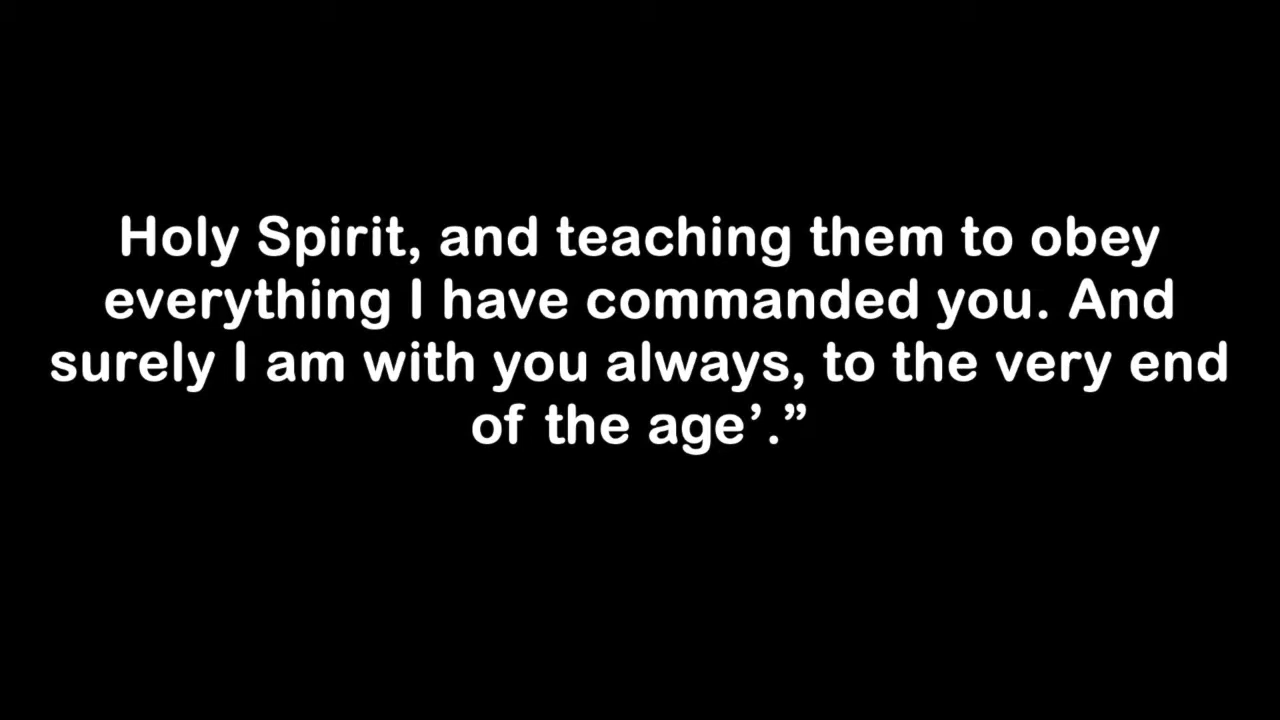 Holy Spirit, and teaching them to obey
everything I have commanded you. And
surely I am with you always, to the very end
of the age’.”